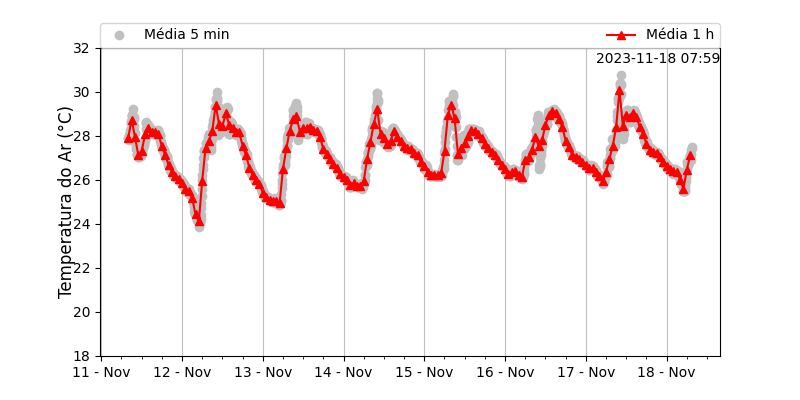 Média 5 min
Média 1 h
2023-11-18 07:59
Temperatura do Ar (°C)
32
30
28
26
24
22
20
18
11 - Nov
12 - Nov
13 - Nov
14 - Nov
15 - Nov
16 - Nov
17 - Nov
18 - Nov